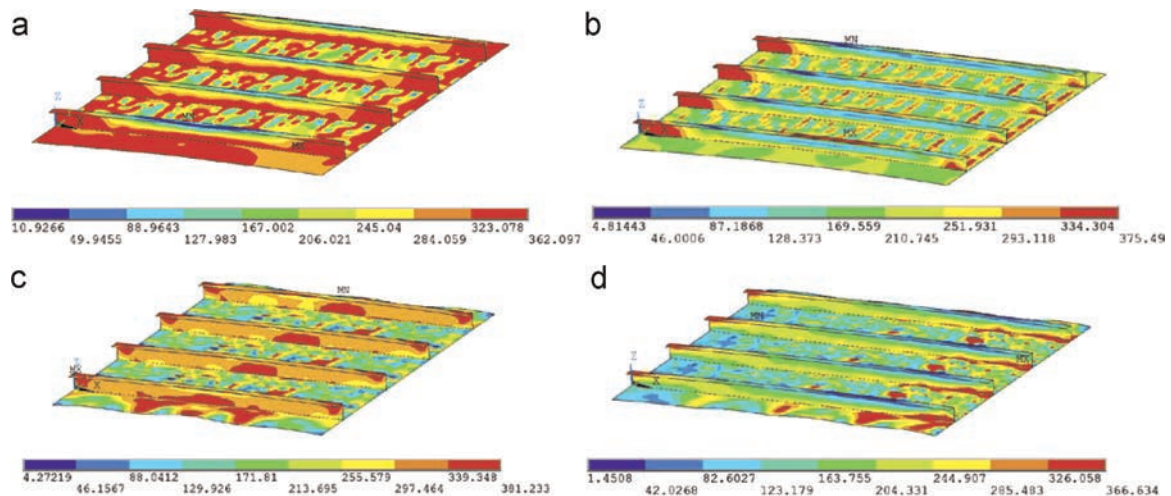 a
MN
MX
Z
X
10.9266 88.9643 167.002 245.04 323.078
49.9455 127.983 206.021 284.059 362.097
b
MN
MX
Z
4.81443 87.1868 169.559 251.931 334.304
46.0006 128.373 210.745 293.118 375.49
c
MN
MX
X
4.27219 88.0412 171.81 255.579 339.348
46.1567 129.926 213.695 297.464 381.233
d
MN
MX
Z
X
1.4508 82.6027 163.755 244.907 326.058
42.0268 123.179 204.331 285.483 366.634